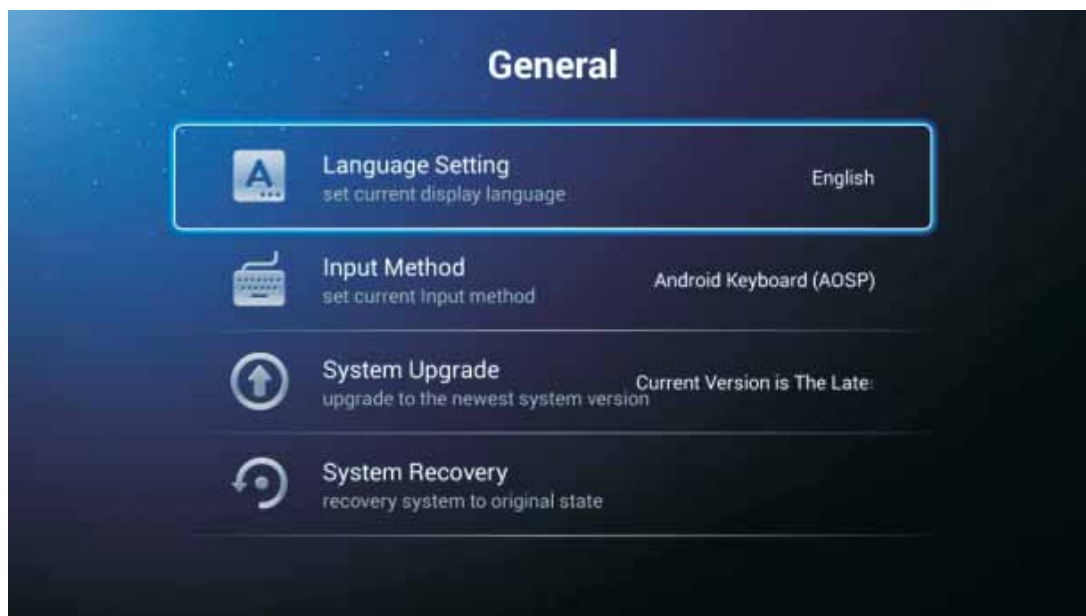 General
Language Setting
set current display language
English
Input Method
set current Input method
Android Keyboard (AOSP)
System Upgrade
upgrade to the newest system version
Current Version is The Late
System Recovery
recovery system to original state